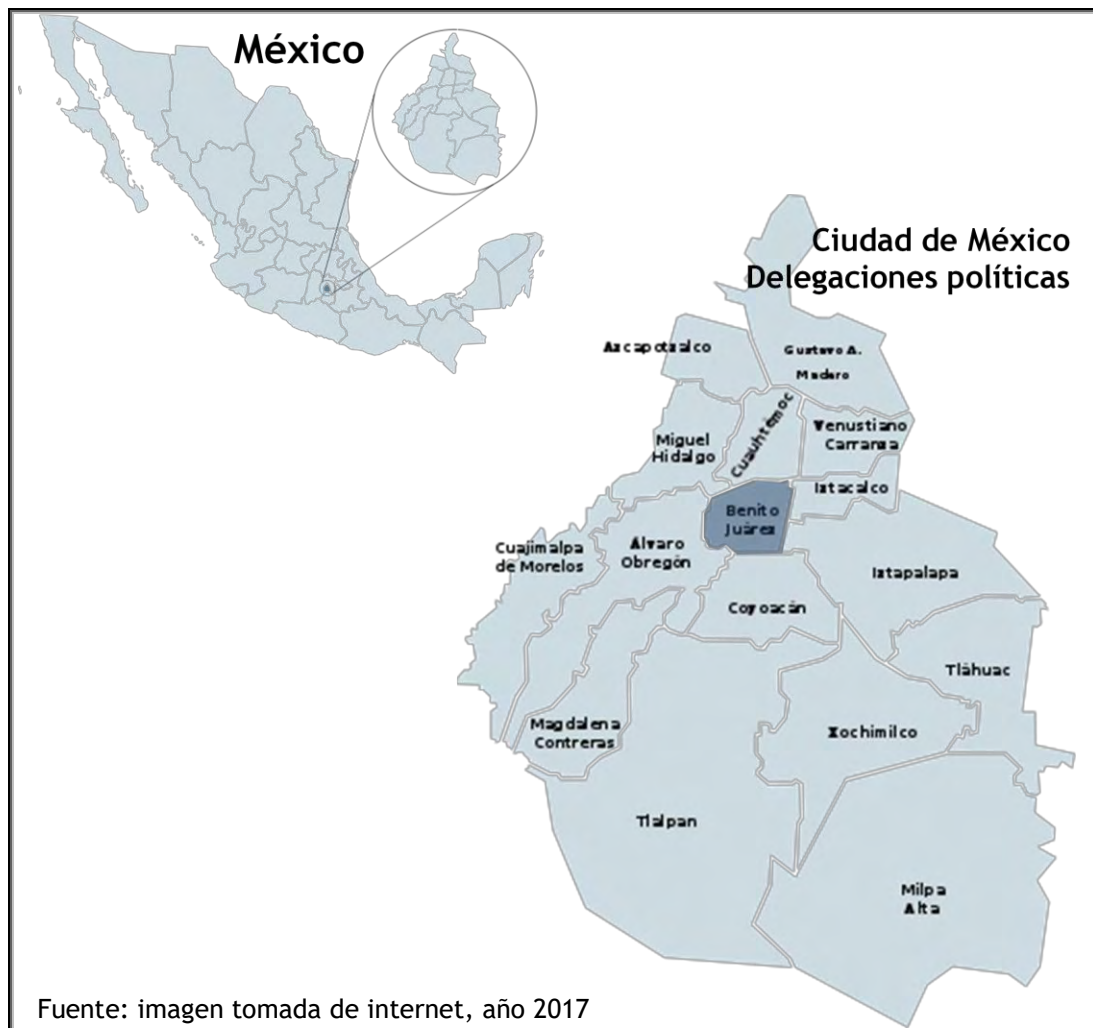 México
Ciudad de México
Delegaciones políticas
Azcapotzalco
Gustavo A.
Madero
Cuauhtémoc
Venustiano
Carranza
Miguel
Hidalgo
Iztacalco
Benito
Juárez
Cuajimalpa
de Morelos
Álvaro
Obregón
Iztapalapa
Coyoacán
Tláhuac
Magdalena
Contreras
Xochimilco
Tlalpan
Milpa
Alta
Fuente: imagen tomada de internet, año 2017